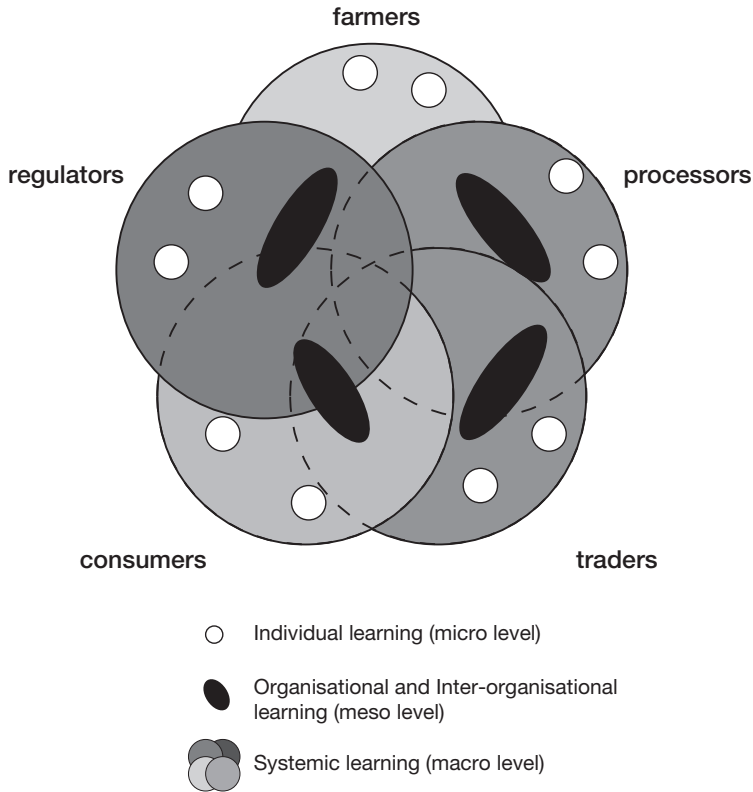 farmers
regulators
processors
consumers
traders
Individual learning (micro level)
Organisational and Inter-organisational
learning (meso level)
Systemic learning (macro level)